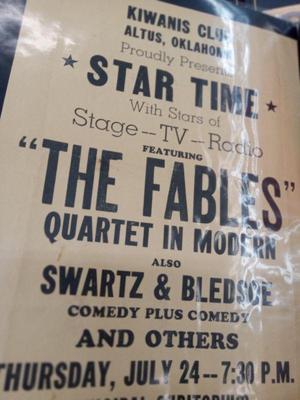 KIWANIS CLUB
ALTUS, OKLAHOMA
Proudly Presents
STAR TIME
With Stars of
Stage--TV--Radio
FEATURING
"THE FABLES"
QUARTET IN MODERN
ALSO
SWARTZ & BLEDSOE
COMEDY PLUS COMEDY
AND OTHERS
THURSDAY, JULY 24--7:30 P.M.